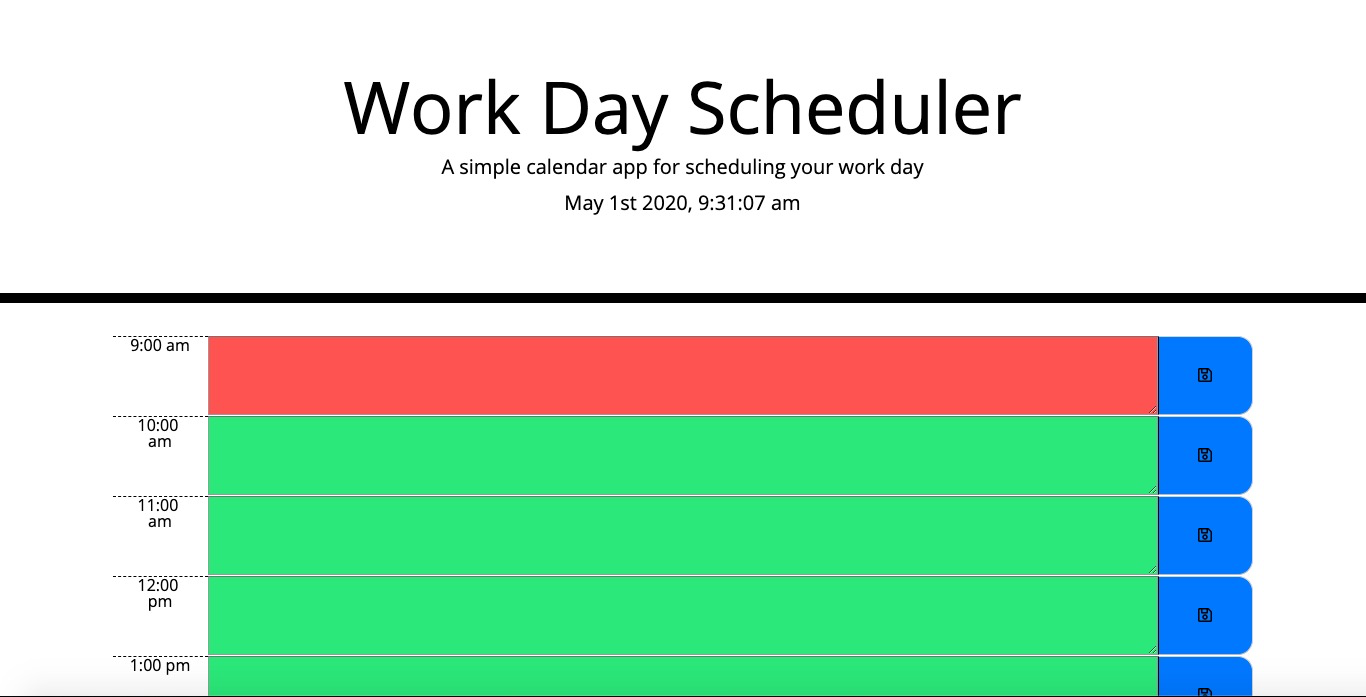 Work Day Scheduler
A simple calendar app for scheduling your work day
May 1st 2020, 9:31:07 am
9:00 am
10:00
am
11:00
am
12:00
pm
1:00 pm